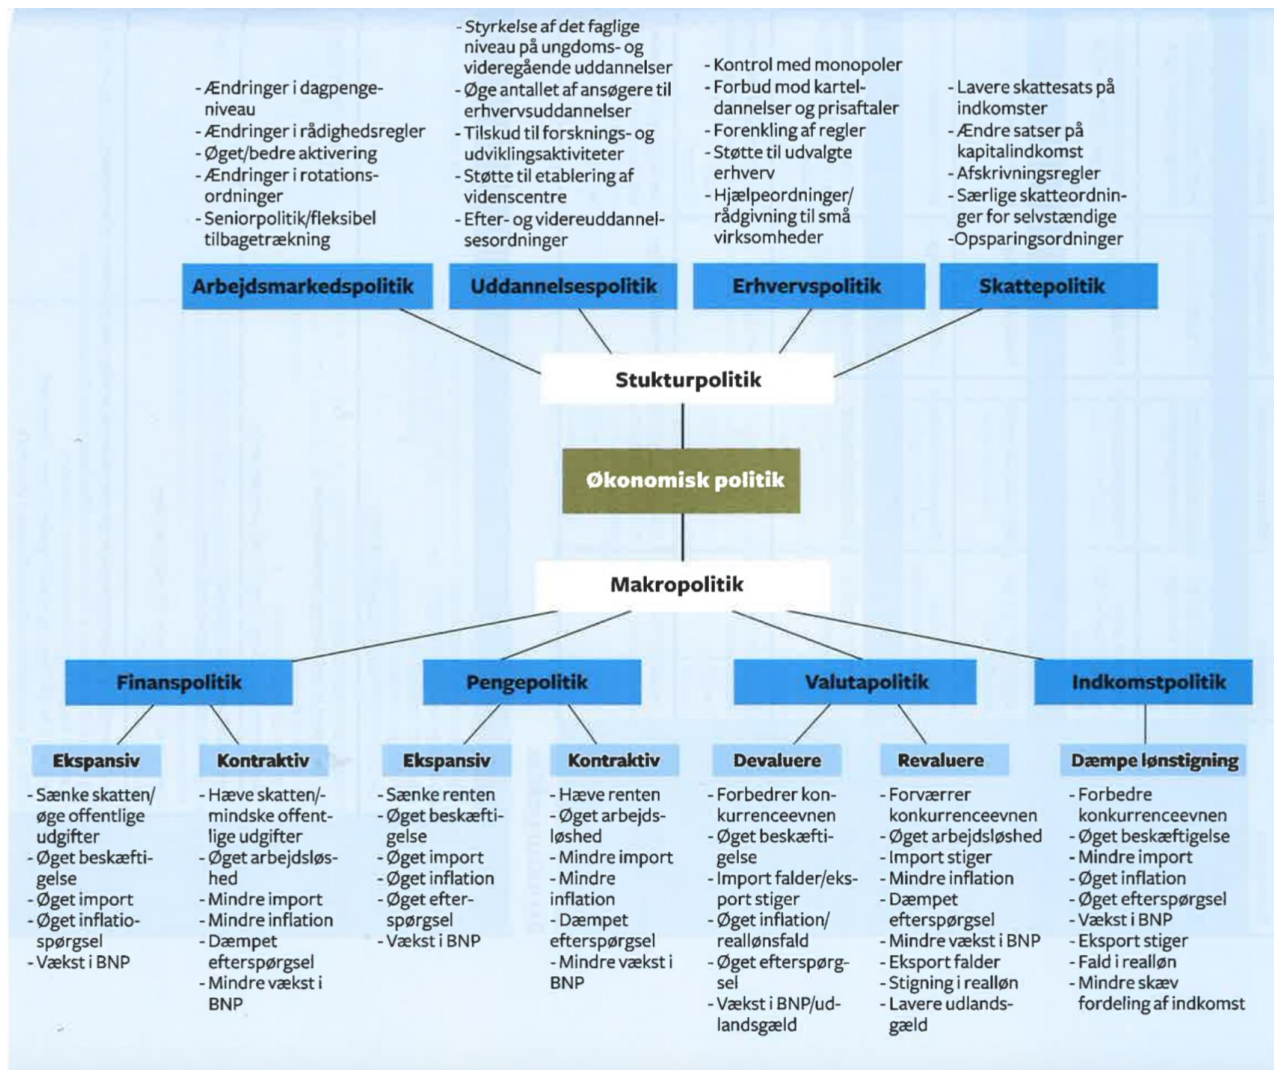 - Ændringer i dagpenge-
niveau
- Ændringer i rådighedsregler
- Øget/bedre aktivering
- Ændringer i rotations-
ordninger
- Seniorpolitik/fleksibel
tilbagetrækning
Arbejdsmarkedspolitik
- Styrkelse af det faglige
niveau på ungdoms- og
videregående uddannelser
- Øge antallet af ansøgere til
erhvervsuddannelser
- Tilskud til forsknings- og
udviklingsaktiviteter
- Støtte til etablering af
videnscentre
- Efter- og videreuddannel-
sesordninger
Uddannelsespolitik
- Kontrol med monopoler
- Forbud mod kartel-
dannelser og prisaftaler
- Forenkling af regler
- Støtte til udvalgte
erhverv
- Hjælpeordninger/
rådgivning til små
virksomheder
Erhvervspolitik
- Lavere skattesats på
indkomster
- Ændre satser på
kapitalindkomst
- Afskrivningsregler
- Særlige skatteordnin-
ger for selvstændige
-Opsparingsordninger
Skattepolitik
Stukturpolitik
Økonomisk politik
Makropolitik
Finanspolitik
Ekspansiv
- Sænke skatten/
øge offentlige
udgifter
- Øget beskæfti-
gelse
- Øget import
- Øget inflatio-
spørgsel
- Vækst i BNP
Kontraktiv
- Hæve skatten/-
mindske offent-
lige udgifter
- Øget arbejdsløs-
hed
- Mindre import
- Mindre inflation
- Dæmpet
efterspørgsel
- Mindre vækst i
BNP
Pengepolitik
Ekspansiv
- Sænke renten
- Øget beskæfti-
gelse
- Øget import
- Øget inflation
- Øget efter-
spørgsel
- Vækst i BNP
Kontraktiv
- Hæve renten
- Øget arbejds-
løshed
- Mindre import
- Mindre
inflation
- Dæmpet
efterspørgsel
- Mindre vækst i
BNP
Valutapolitik
Devaluere
- Forbedrer kon-
kurrenceevnen
- Øget beskæfti-
gelse
- Import falder/eks-
port stiger
- Øget inflation/
reallønsfald
- Øget efterspørg-
sel
- Vækst i BNP/ud-
landsgæld
Revaluere
- Forværrer
konkurrenceevnen
- Øget arbejdsløshed
- Import stiger
- Mindre inflation
- Dæmpet
efterspørgsel
- Mindre vækst i BNP
- Eksport falder
- Stigning i realløn
- Lavere udlands-
gæld
Indkomstpolitik
Dæmpe lønstigning
- Forbedre
konkurrenceevnen
- Øget beskæftigelse
- Mindre import
- Øget inflation
- Øget efterspørgsel
- Vækst i BNP
- Eksport stiger
- Fald i realløn
- Mindre skæv
fordeling af indkomst